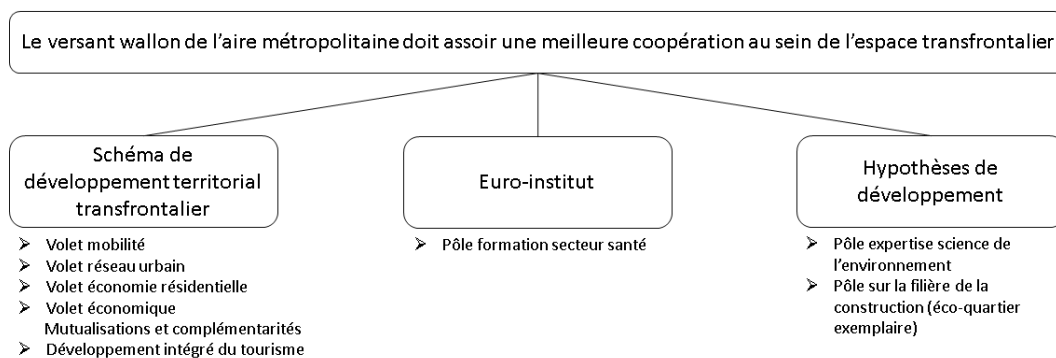 Le versant wallon de l'aire métropolitaine doit assoir une meilleure coopération au sein de l'espace transfrontalier
Schéma de
développement territorial
transfrontalier
➢ Volet mobilité
➢ Volet réseau urbain
➢ Volet économie résidentielle
➢ Volet économique
Mutualisations et complémentarités
➢ Développement intégré du tourisme
Euro-institut
➢ Pôle formation secteur santé
Hypothèses de
développement
➢ Pôle expertise science de
l'environnement
➢ Pôle sur la filière de la
construction (éco-quartier
exemplaire)